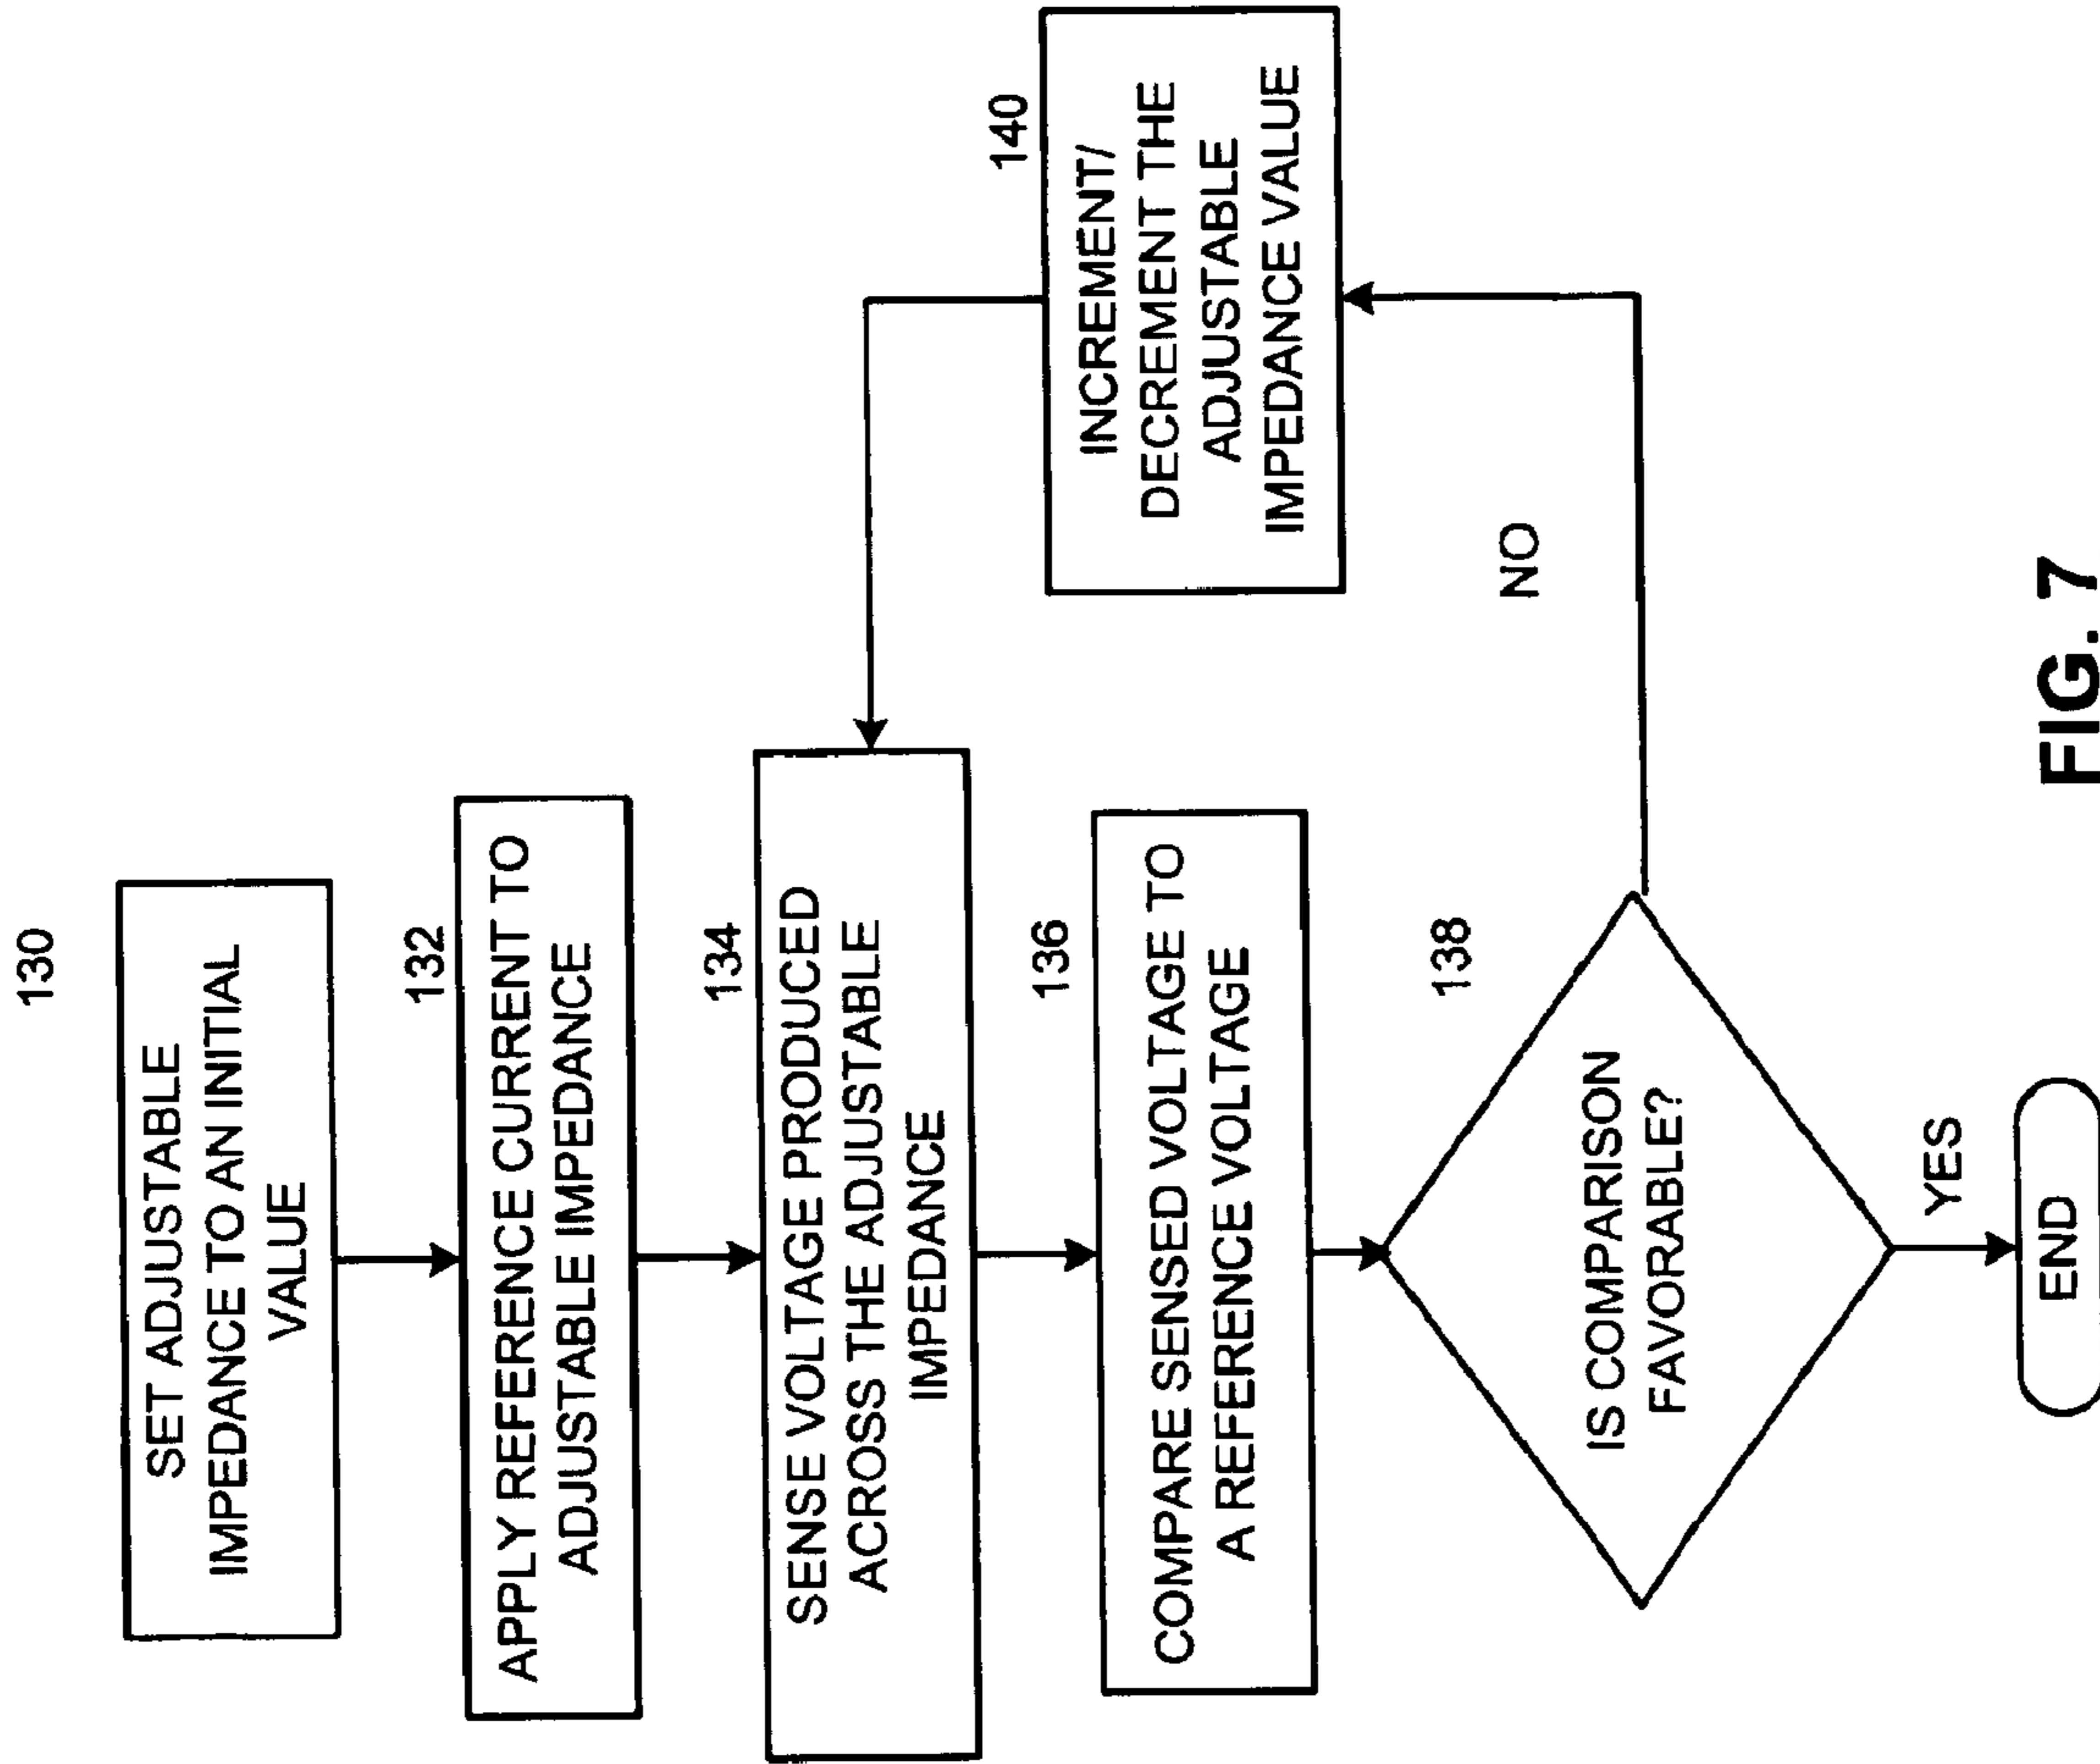 130
SET ADJUSTABLE
IMPEDANCE TO AN INITIAL
VALUE
132
APPLY REFERENCE CURRENT TO
ADJUSTABLE IMPEDANCE
134
SENSE VOLTAGE PRODUCED
ACROSS THE ADJUSTABLE
IMPEDANCE
136
COMPARE SENSED VOLTAGE TO
A REFERENCE VOLTAGE
138
IS COMPARISON
FAVORABLE?
NO
140
INCREMENT/
DECREMENT THE
ADJUSTABLE
IMPEDANCE VALUE
YES
END
FIG. 7